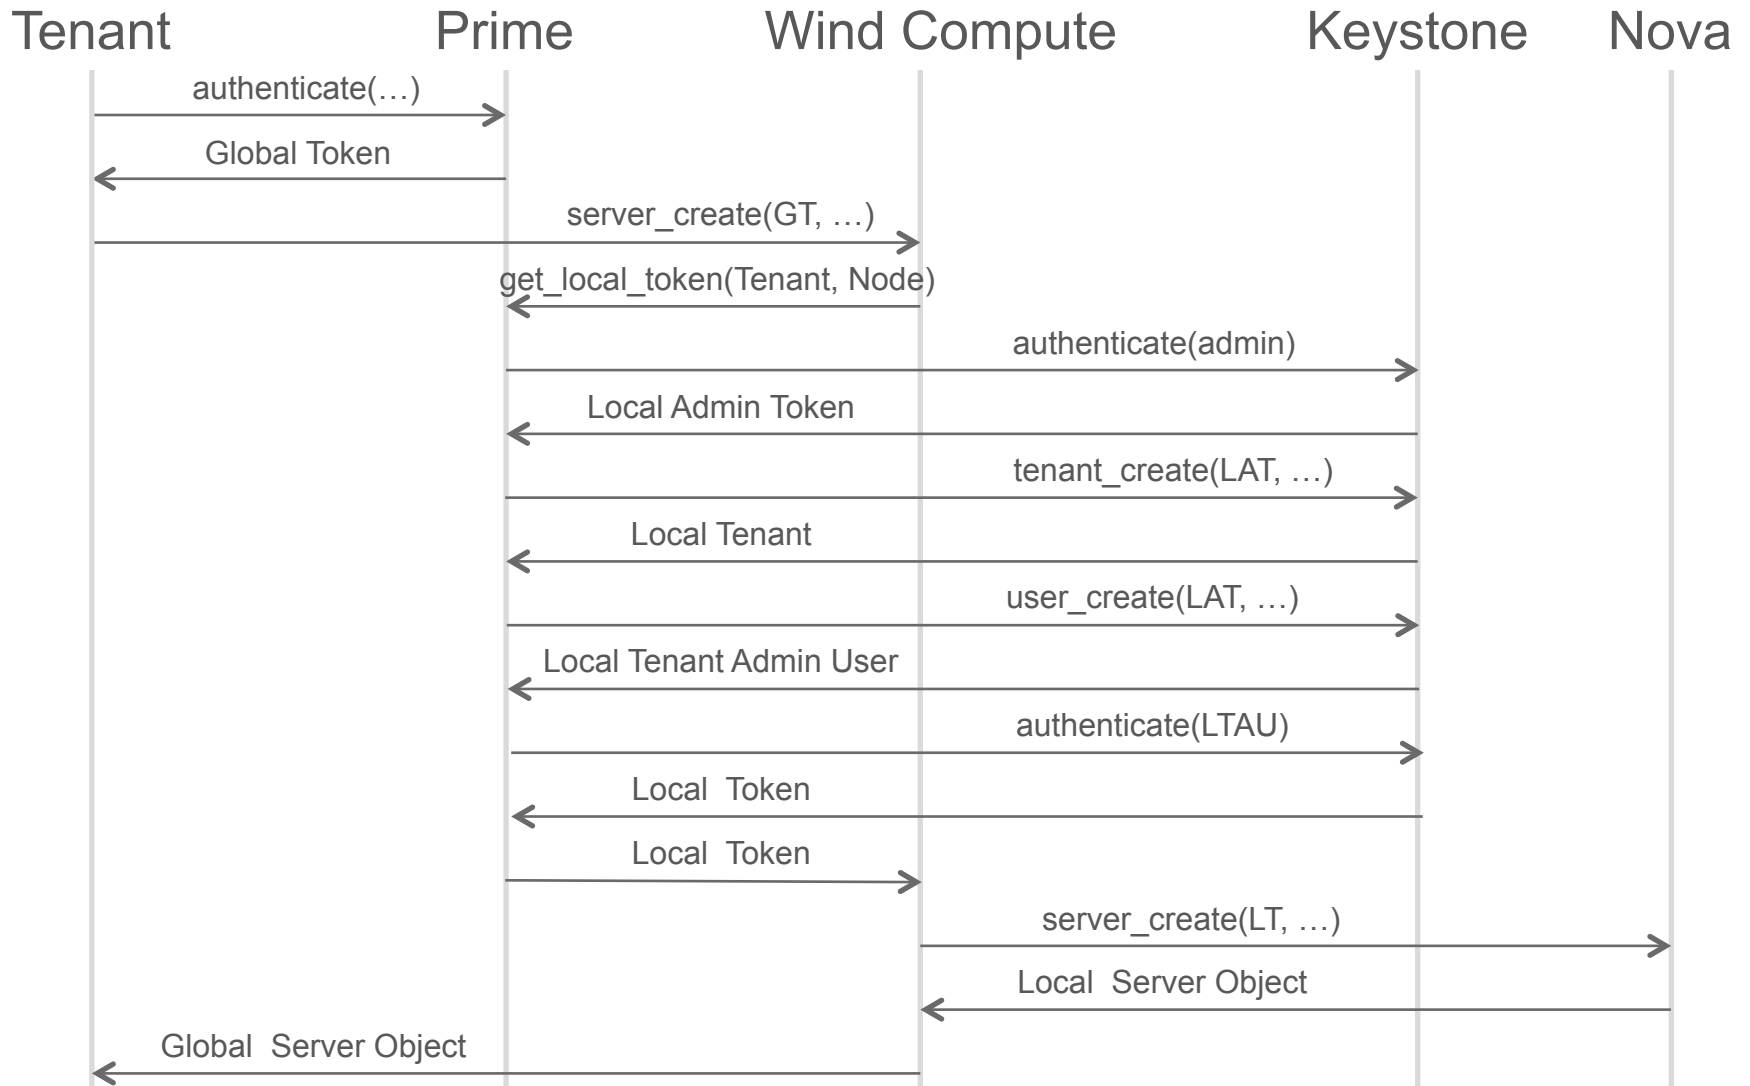 Tenant Prime Wind Compute Keystone Nova
authenticate(…)
Global Token
server_create(GT, …)
get_local_token(Tenant, Node)
authenticate(admin)
Local Admin Token
tenant_create(LAT, …)
Local Tenant
user_create(LAT, …)
Local Tenant Admin User
authenticate(LTAU)
Local Token
Local Token
server_create(LT, …)
Local Server Object
Global Server Object